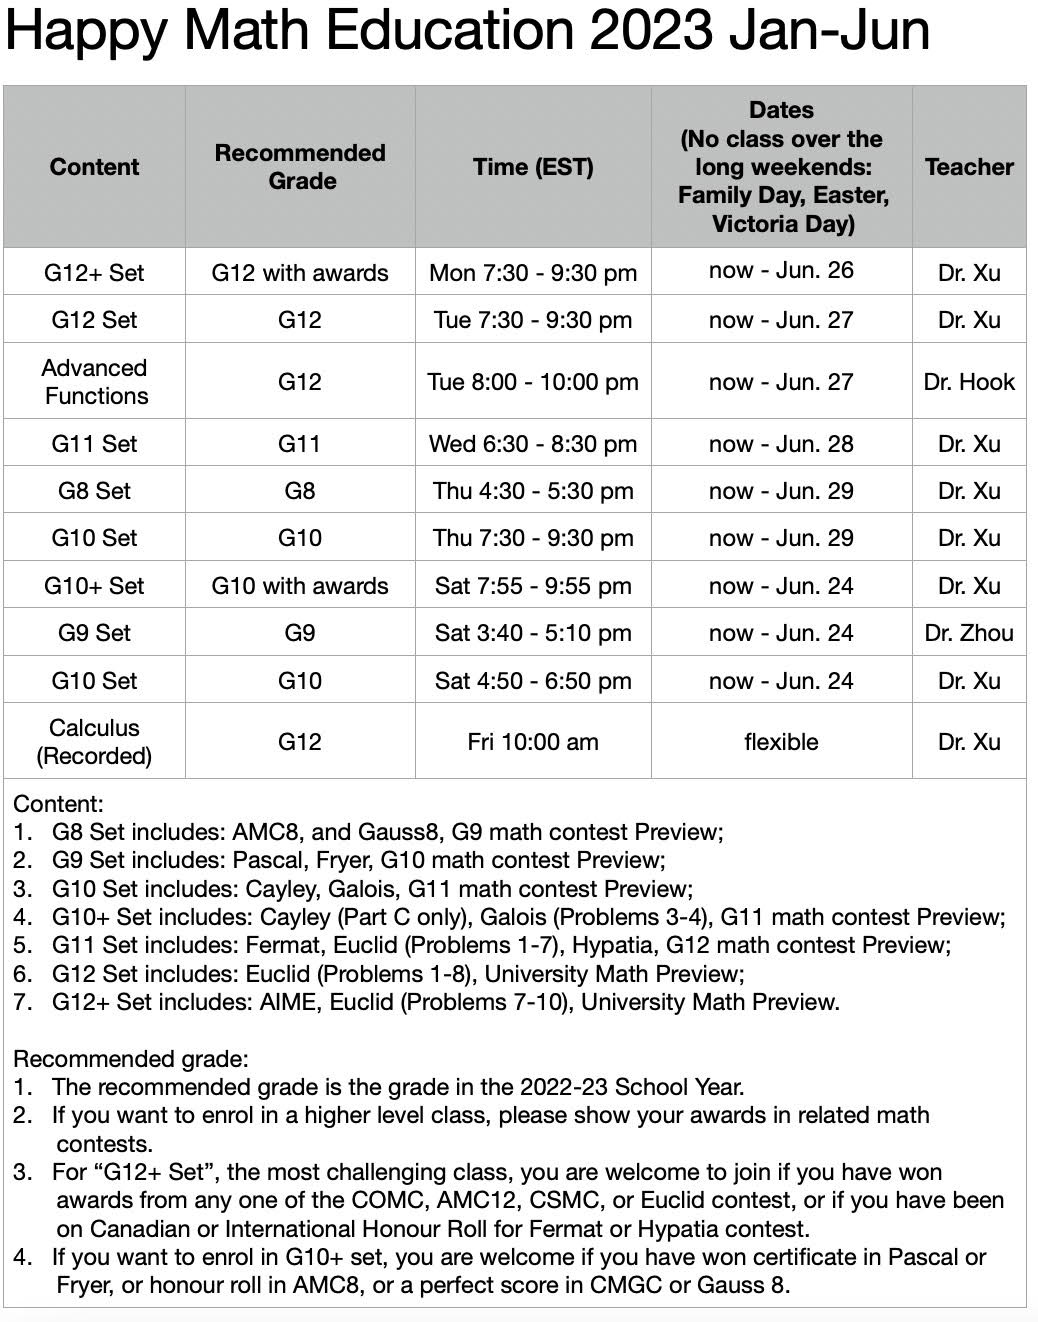 Happy Math Education 2023 Jan-Jun
Content
Recommended
Grade
Time (EST)
Dates
(No class over the
long weekends:
Family Day, Easter,
Victoria Day)
Teacher
G12+ Set G12 with awards Mon 7:30 - 9:30 pm now - Jun. 26 Dr. Xu
G12 Set G12 Tue 7:30 - 9:30 pm now - Jun. 27 Dr. Xu
Advanced
Functions
G12 Tue 8:00 - 10:00 pm now - Jun. 27 Dr. Hook
G11 Set G11 Wed 6:30 - 8:30 pm now - Jun. 28 Dr. Xu
G8 Set G8 Thu 4:30 - 5:30 pm now - Jun. 29 Dr. Xu
G10 Set G10 Thu 7:30 - 9:30 pm now - Jun. 29 Dr. Xu
G10+ Set G10 with awards Sat 7:55 - 9:55 pm now - Jun. 24 Dr. Xu
G9 Set G9 Sat 3:40 - 5:10 pm now - Jun. 24 Dr. Zhou
G10 Set G10 Sat 4:50 - 6:50 pm now - Jun. 24 Dr. Xu
Calculus
(Recorded)
G12 Fri 10:00 am flexible Dr. Xu
Content:
1. G8 Set includes: AMC8, and Gauss8, G9 math contest Preview;
2. G9 Set includes: Pascal, Fryer, G10 math contest Preview;
3. G10 Set includes: Cayley, Galois, G11 math contest Preview;
4. G10+ Set includes: Cayley (Part C only), Galois (Problems 3-4), G11 math contest Preview;
5. G11 Set includes: Fermat, Euclid (Problems 1-7), Hypatia, G12 math contest Preview;
6. G12 Set includes: Euclid (Problems 1-8), University Math Preview;
7. G12+ Set includes: AIME, Euclid (Problems 7-10), University Math Preview.
Recommended grade:
1. The recommended grade is the grade in the 2022-23 School Year.
2. If you want to enrol in a higher level class, please show your awards in related math
contests.
3. For “G12+ Set”, the most challenging class, you are welcome to join if you have won
awards from any one of the COMC, AMC12, CSMC, or Euclid contest, or if you have been
on Canadian or International Honour Roll for Fermat or Hypatia contest.
4. If you want to enrol in G10+ set, you are welcome if you have won certificate in Pascal or
Fryer, or honour roll in AMC8, or a perfect score in CMGC or Gauss 8.